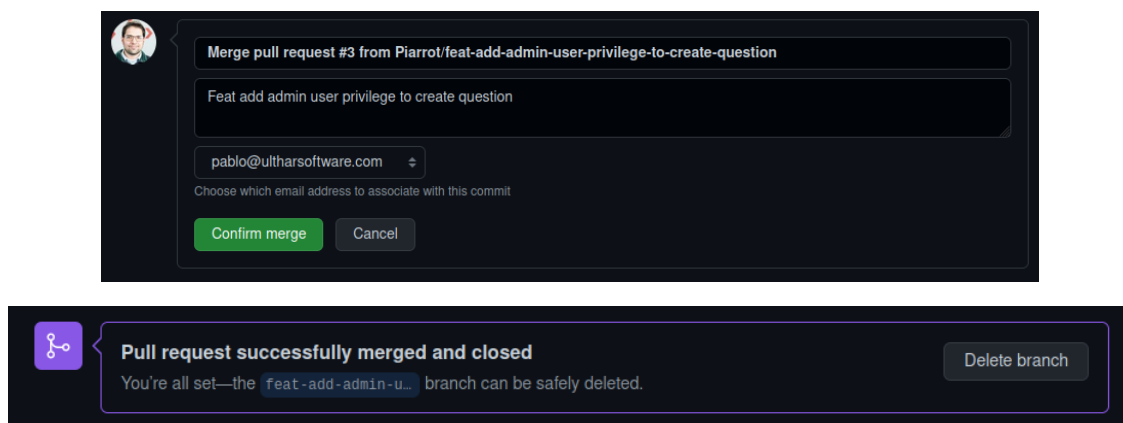 Merge pull request #3 from Piarrot/feat-add-admin-user-privilege-to-create-question
Feat add admin user privilege to create question
pablo@ultharsoftware.com
Choose which email address to associate with this commit
Confirm merge Cancel
Pull request successfully merged and closed
You're all set—the feat-add-admin-u… branch can be safely deleted.
Delete branch